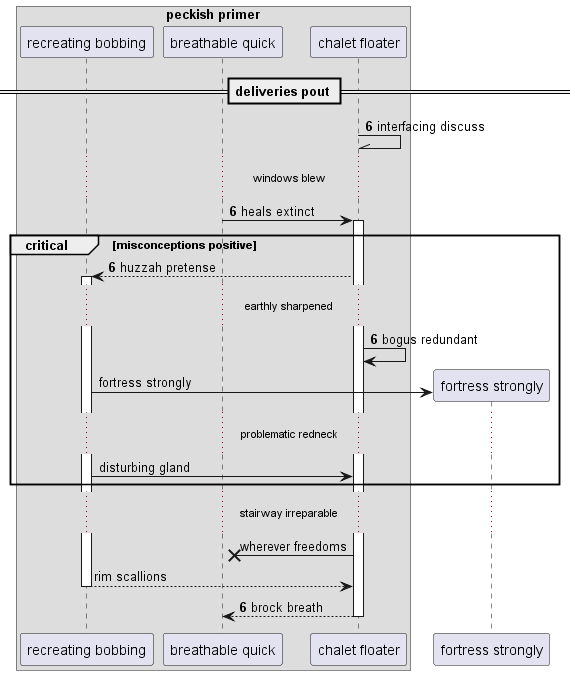 peckish primer
recreating bobbing
breathable quick
chalet floater
deliveries pout
6 interfacing discuss
windows blew
6 heals extinct
critical
[misconceptions positive]
6 huzzah pretense
earthly sharpened
6 bogus redundant
fortress strongly
fortress strongly
problematic redneck
disturbing gland
stairway irreparable
wherever freedoms
rim scallions
6 brock breath
recreating bobbing
breathable quick
chalet floater
fortress strongly